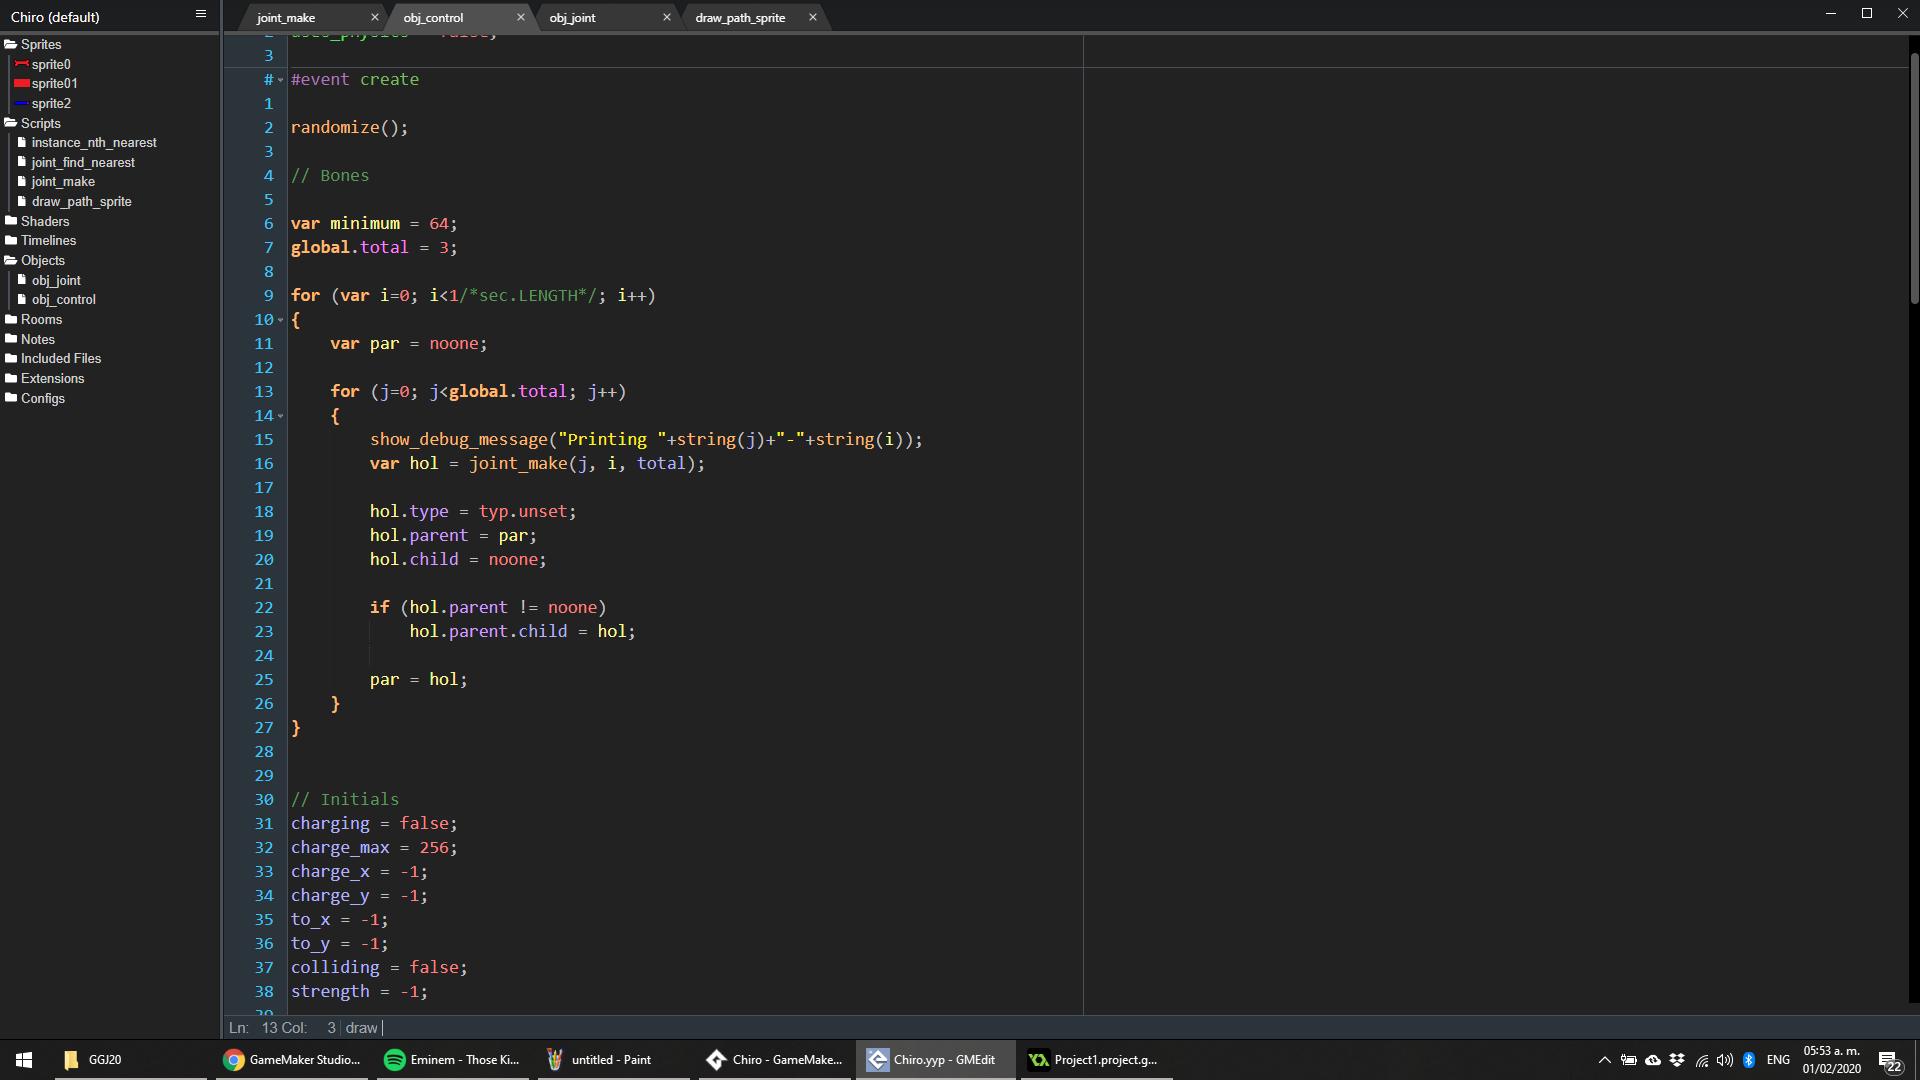 Chiro (default)
joint_make
obj_control
obj_joint
draw_path_sprite
Sprites
sprite0
sprite01
sprite2
Scripts
instance_nth_nearest
joint_find_nearest
joint_make
draw_path_sprite
Shaders
Timelines
Objects
obj_joint
obj_control
Rooms
Notes
Included Files
Extensions
Configs
3
# #event create
1
2 randomize();
3
4 // Bones
5
6 var minimum = 64;
7 global.total = 3;
8
9 for (var i=0; i<1/*sec.LENGTH*/; i++)
10 {
11 var par = noone;
12
13 for (j=0; j<global.total; j++)
14 {
15 show_debug_message("Printing "+string(j)+"-"+string(i));
16 var hol = joint_make(j, i, total);
17
18 hol.type = typ.unset;
19 hol.parent = par;
20 hol.child = noone;
21
22 if (hol.parent != noone)
23 hol.parent.child = hol;
24
25 par = hol;
26 }
27 }
28
29
30 // Initials
31 charging = false;
32 charge_max = 256;
33 charge_x = -1;
34 charge_y = -1;
35 to_x = -1;
36 to_y = -1;
37 colliding = false;
38 strength = -1;
Ln: 13 Col: 3 draw
GGJ20
GameMaker Studio...
Eminem - Those Ki...
untitled - Paint
Chiro - GameMake...
Chiro.yyp - GMEdit
Project1.project.g...
ENG
05:53 a. m.
01/02/2020
22